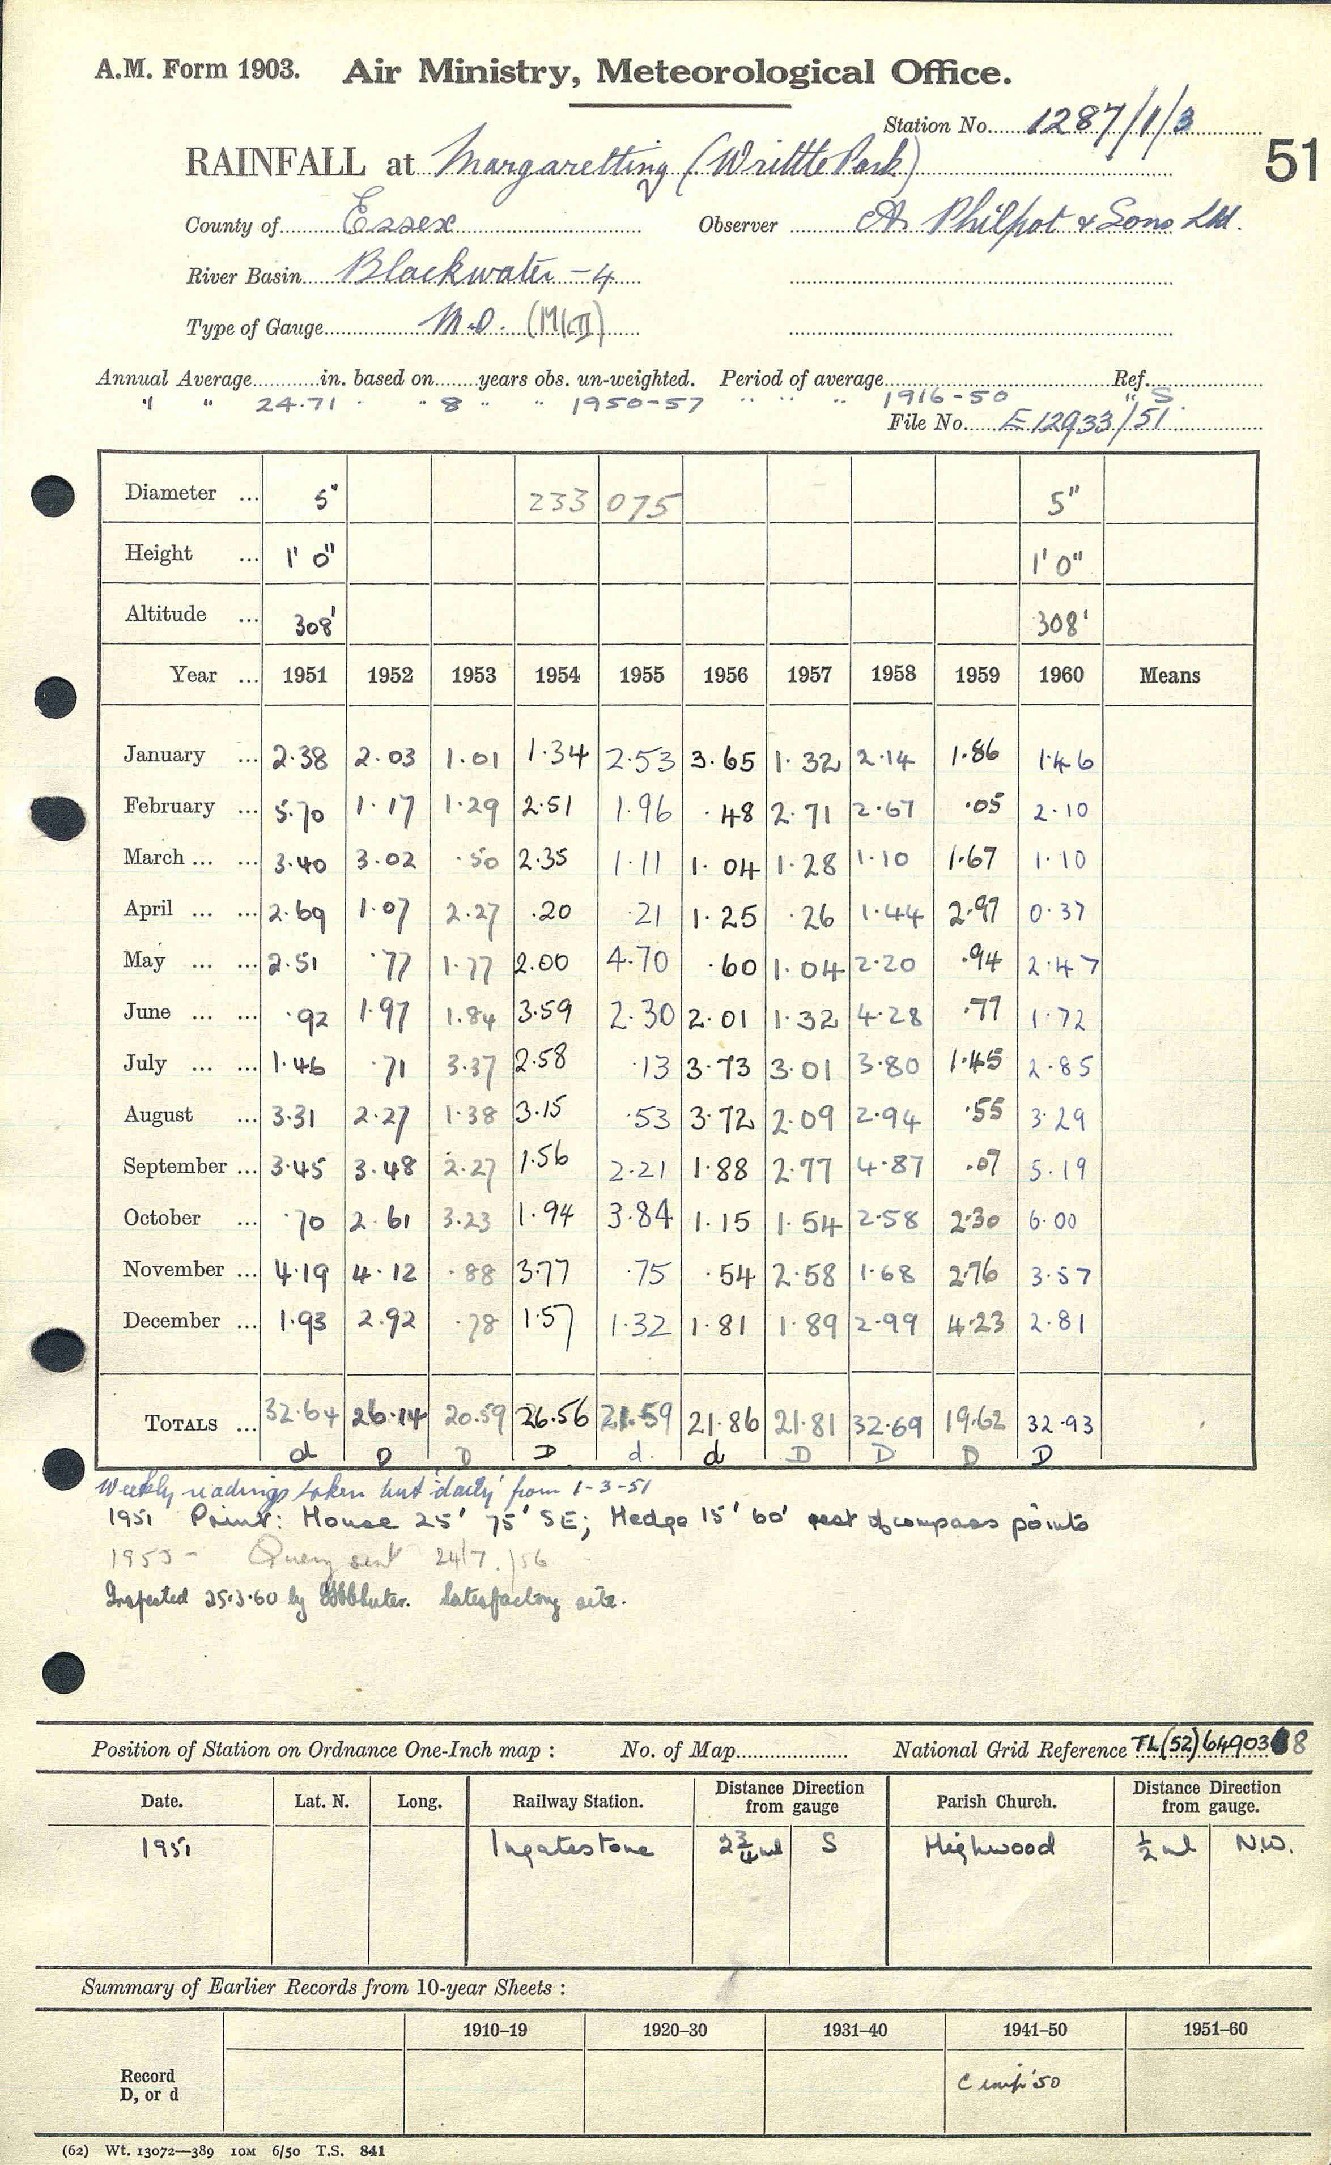 A.M. Form 1903. Air Ministry, Meteorological Office.
Station No. 1287/1/3
51
RAINFALL at Margaretting (Writtle Park)
County of Essex Observer A. Philpot & Sons Ltd.
River Basin Blackwater - 4
Type of Gauge M.O. (Mk II)
Annual Average in. based on years obs. un-weighted. Period of average Ref.
" " 24.71 " " 8 " " 1950-57 " " " 1916-50 " S.
File No. E 12933/51
Diameter ... 5" 233 075 5"
Height ... 1' 0" 1' 0"
Altitude ... 308' 308'
Year ... 1951 1952 1953 1954 1955 1956 1957 1958 1959 1960 Means
January ... 2.38 2.03 1.01 1.34 2.53 3.65 1.32 2.14 1.86 1.46
February ... 5.70 1.17 1.29 2.51 1.96 .48 2.71 2.67 .05 2.10
March ... ... 3.40 3.02 .50 2.35 1.11 1.04 1.28 1.10 1.67 1.10
April ... ... 2.69 1.07 2.27 .20 .21 1.25 .26 1.44 2.97 0.37
May ... ... 2.51 .77 1.77 2.00 4.70 .60 1.04 2.20 .94 2.47
June ... ... .92 1.97 1.84 3.59 2.30 2.01 1.32 4.28 .77 1.72
July ... ... 1.46 .71 3.37 2.58 .13 3.73 3.01 3.80 1.45 2.85
August ... 3.31 2.27 1.38 3.15 .53 3.72 2.09 2.94 .55 3.29
September ... 3.45 3.48 2.27 1.56 2.21 1.88 2.77 4.87 .07 5.19
October ... .70 2.61 3.23 1.94 3.84 1.15 1.54 2.58 2.30 6.00
November ... 4.19 4.12 .88 3.77 .75 .54 2.58 1.68 2.76 3.57
December ... 1.93 2.92 .78 1.57 1.32 1.81 1.89 2.99 4.23 2.81
TOTALS ... 32.64 26.14 20.59 26.56 21.59 21.86 21.81 32.69 19.62 32.93
d D D D. d. d D D D D
Weekly readings taken but 'daily' from 1-3-51
1951 Point: House 25' 75' SE; Hedge 15' 60' rest of compass points
1955 - Query sent 24/7/56
Inspected 25.3.60 by Satisfactory site.
Position of Station on Ordnance One-Inch map : No. of Map National Grid Reference TL(52)649038
Date. Lat. N. Long. Railway Station. Distance Direction from gauge Parish Church. Distance Direction from gauge.
1951 Ingatestone 2¾ ml S Highwood ½ ml N.W.
Summary of Earlier Records from 10-year Sheets :
1910–19 1920–30 1931–40 1941–50 1951–60
Record
D, or d
'50
(62) Wt. 13072—389 10M 6/50 T.S. 841